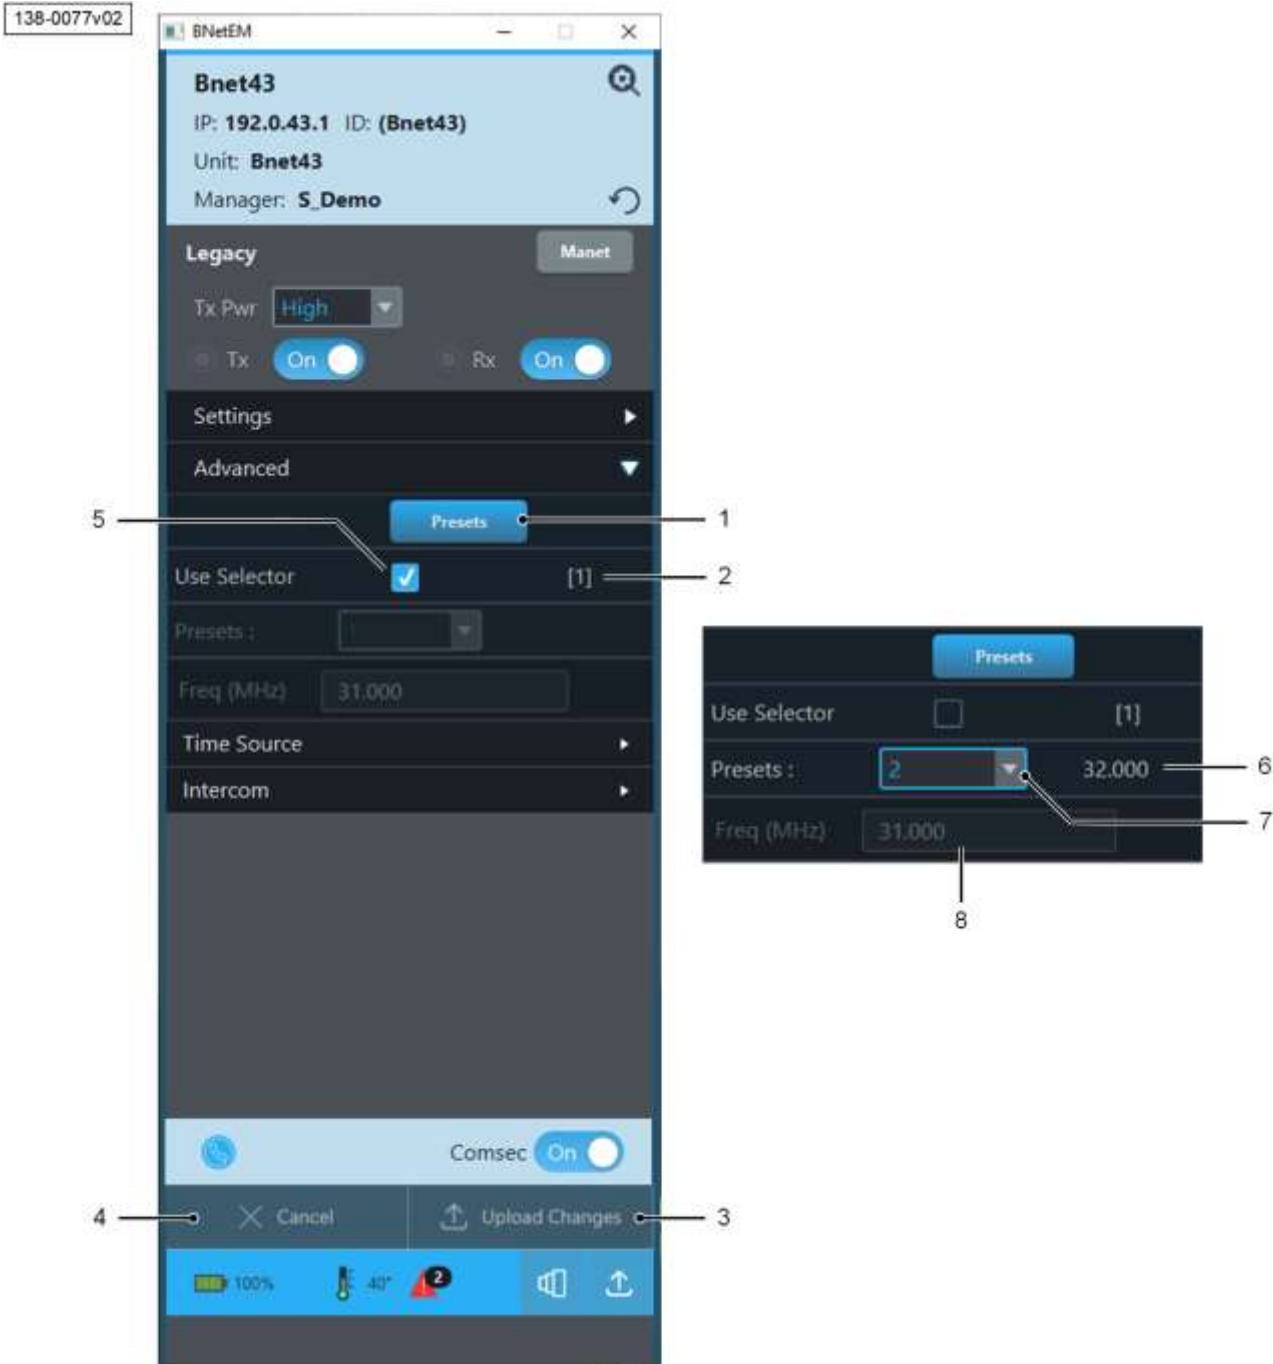 138-0077v02
BNetEM
Bnet43
IP: 192.0.43.1 ID: (Bnet43)
Unit: Bnet43
Manager: S_Demo
Legacy Manet
Tx Pwr High
Tx On Rx On
Settings
Advanced
5 Presets 1
Use Selector [1] 2
Presets : 1
Freq (MHz) 31.000
Time Source
Intercom
Comsec On
4 Cancel Upload Changes 3
100% 40° 2
Presets
Use Selector [1]
Presets : 2 32.000 6
7
Freq (MHz) 31.000
8